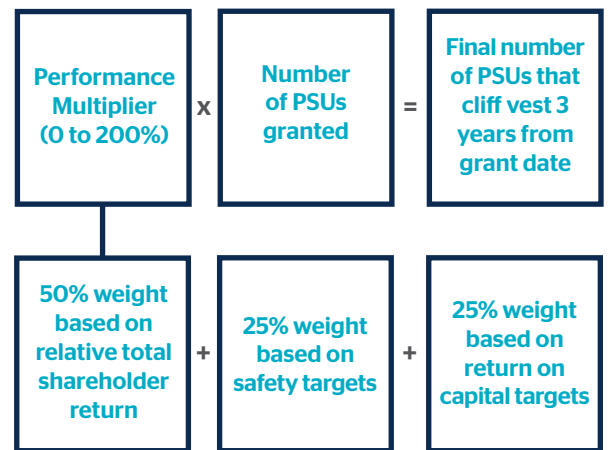 Performance
Multiplier
(0 to 200%)
x
Number
of PSUs
granted
=
Final number
of PSUs that
cliff vest 3
years from
grant date
50% weight
based on
relative total
shareholder
return
+
25% weight
based on
safety targets
+
25% weight
based on
return on
capital targets